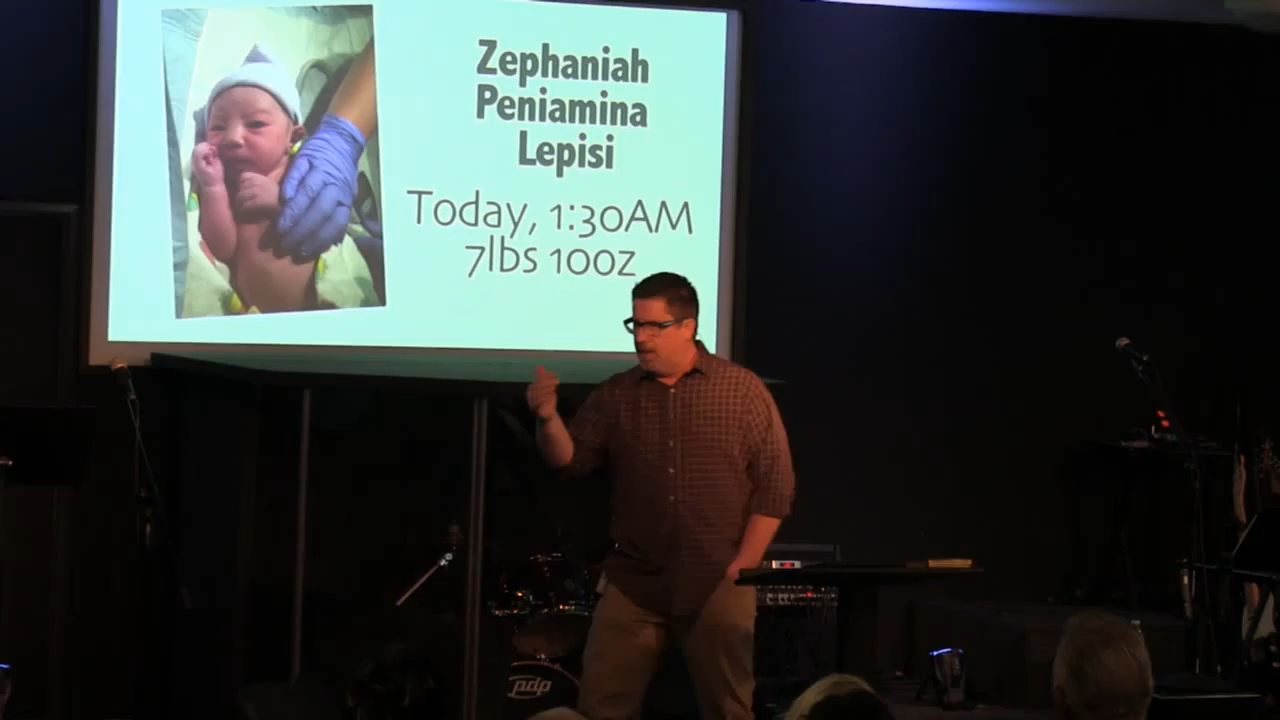 Zephaniah
Peniamina
Lepisi
Today, 1:30AM
7lbs 10oz
pdp